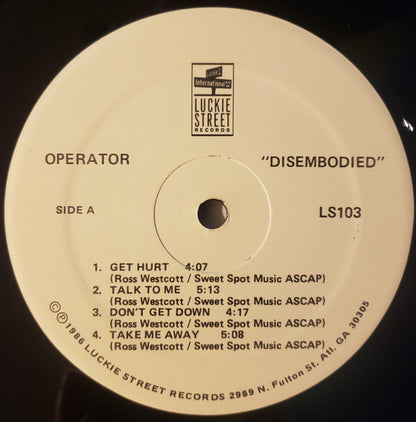 International
LUCKIE
STREET
RECORDS
OPERATOR "DISEMBODIED"
SIDE A LS103
1. GET HURT 4:07
(Ross Westcott / Sweet Spot Music ASCAP)
2. TALK TO ME 5:13
(Ross Westcott / Sweet Spot Music ASCAP)
3. DON'T GET DOWN 4:17
(Ross Westcott / Sweet Spot Music ASCAP)
4. TAKE ME AWAY 5:08
(Ross Westcott / Sweet Spot Music ASCAP)
©℗1986 LUCKIE STREET RECORDS 2989 N. Fulton St. Atl. GA 30305